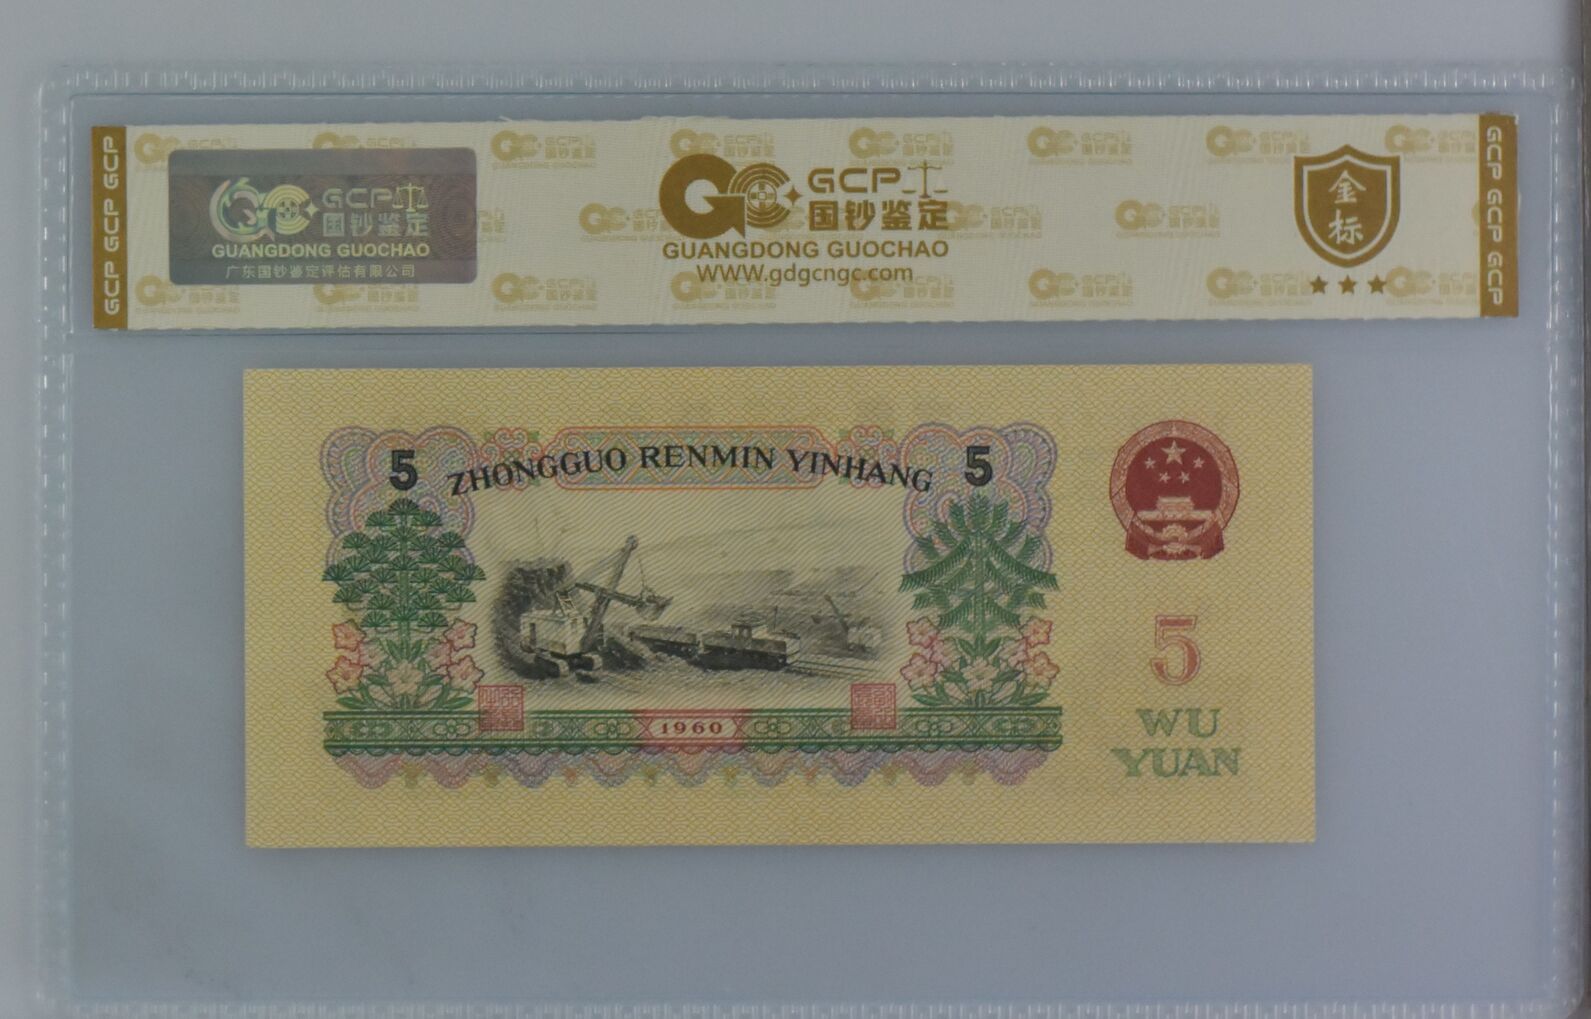 GCP 国钞鉴定
GUANGDONG GUOCHAO
广东国钞鉴定评估有限公司
GCP 国钞鉴定
GUANGDONG GUOCHAO
WWW.gdgcngc.com
金标
GCP GCP GCP
GCP GCP GCP
5 ZHONGGUO RENMIN YINHANG 5
1960
5
WU
YUAN